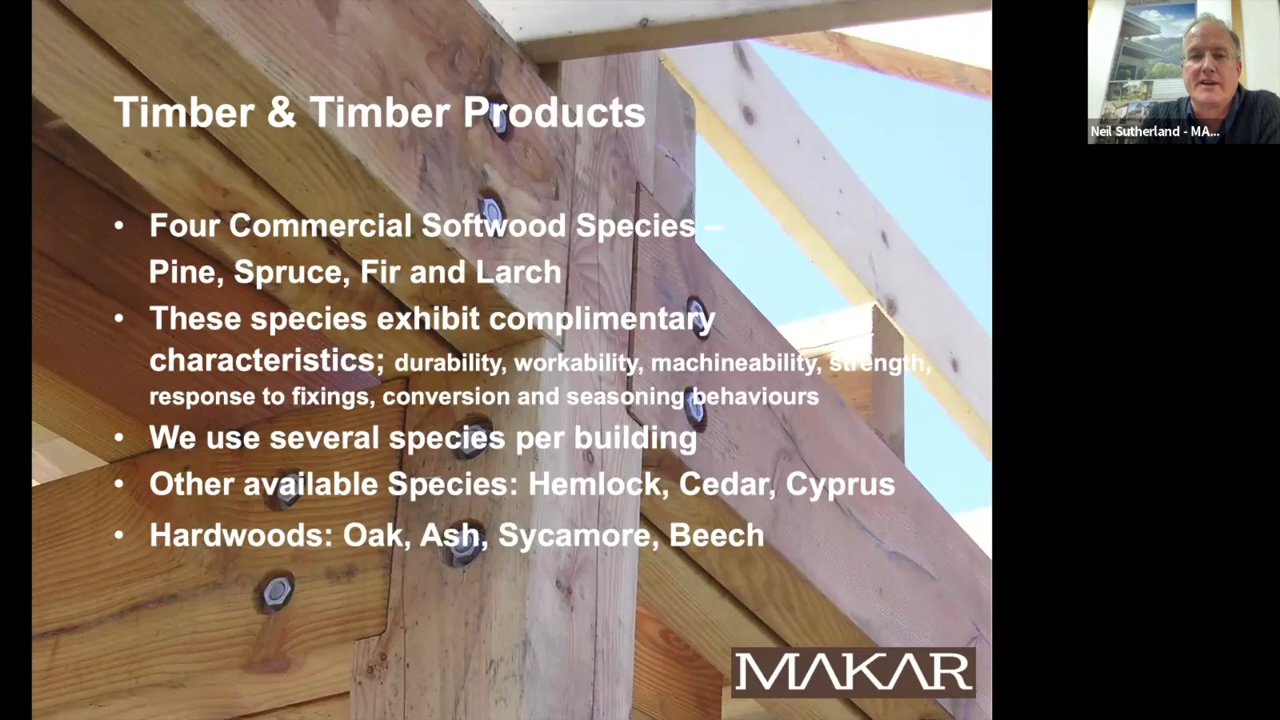 Timber & Timber Products
• Four Commercial Softwood Species –
Pine, Spruce, Fir and Larch
• These species exhibit complimentary
characteristics; durability, workability, machineability, strength,
response to fixings, conversion and seasoning behaviours
• We use several species per building
• Other available Species: Hemlock, Cedar, Cyprus
• Hardwoods: Oak, Ash, Sycamore, Beech
MAKAR
Neil Sutherland - MA...